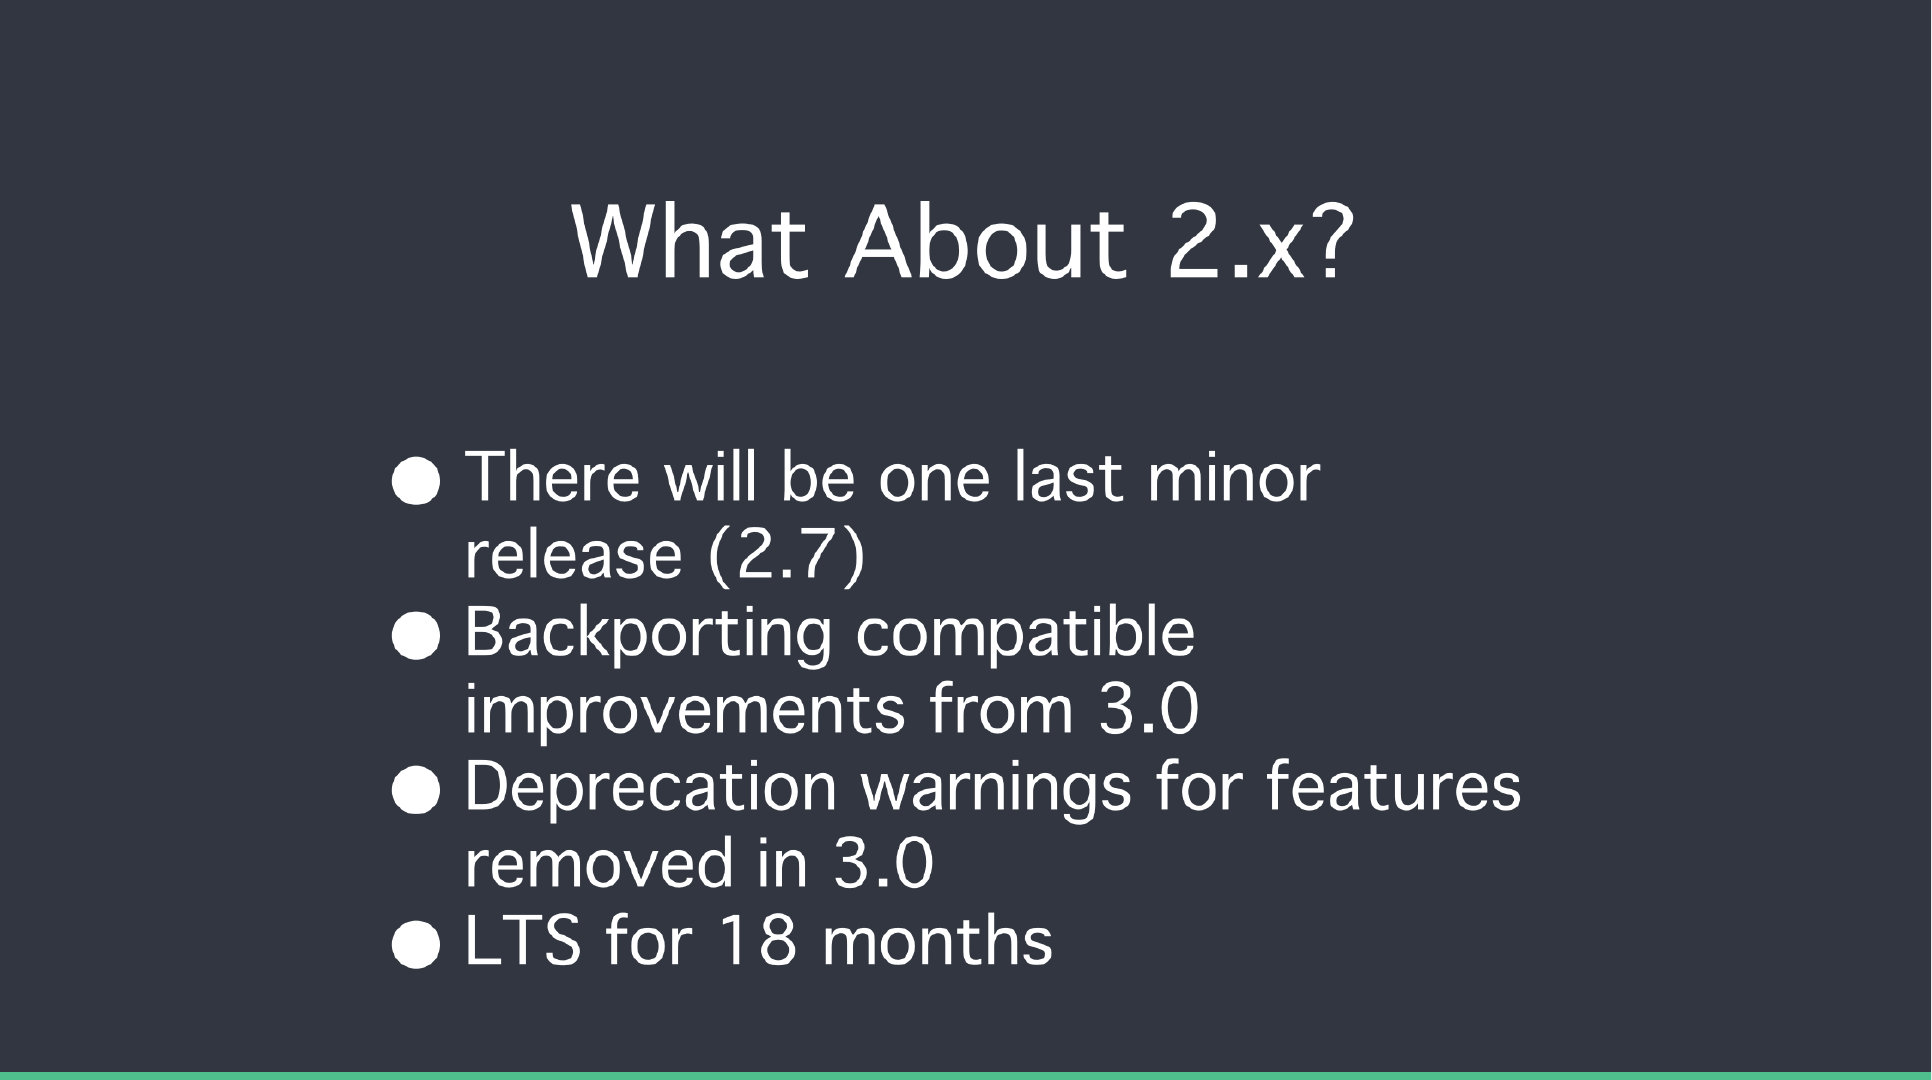 What About 2.x?
● There will be one last minor
release (2.7)
● Backporting compatible
improvements from 3.0
● Deprecation warnings for features
removed in 3.0
● LTS for 18 months